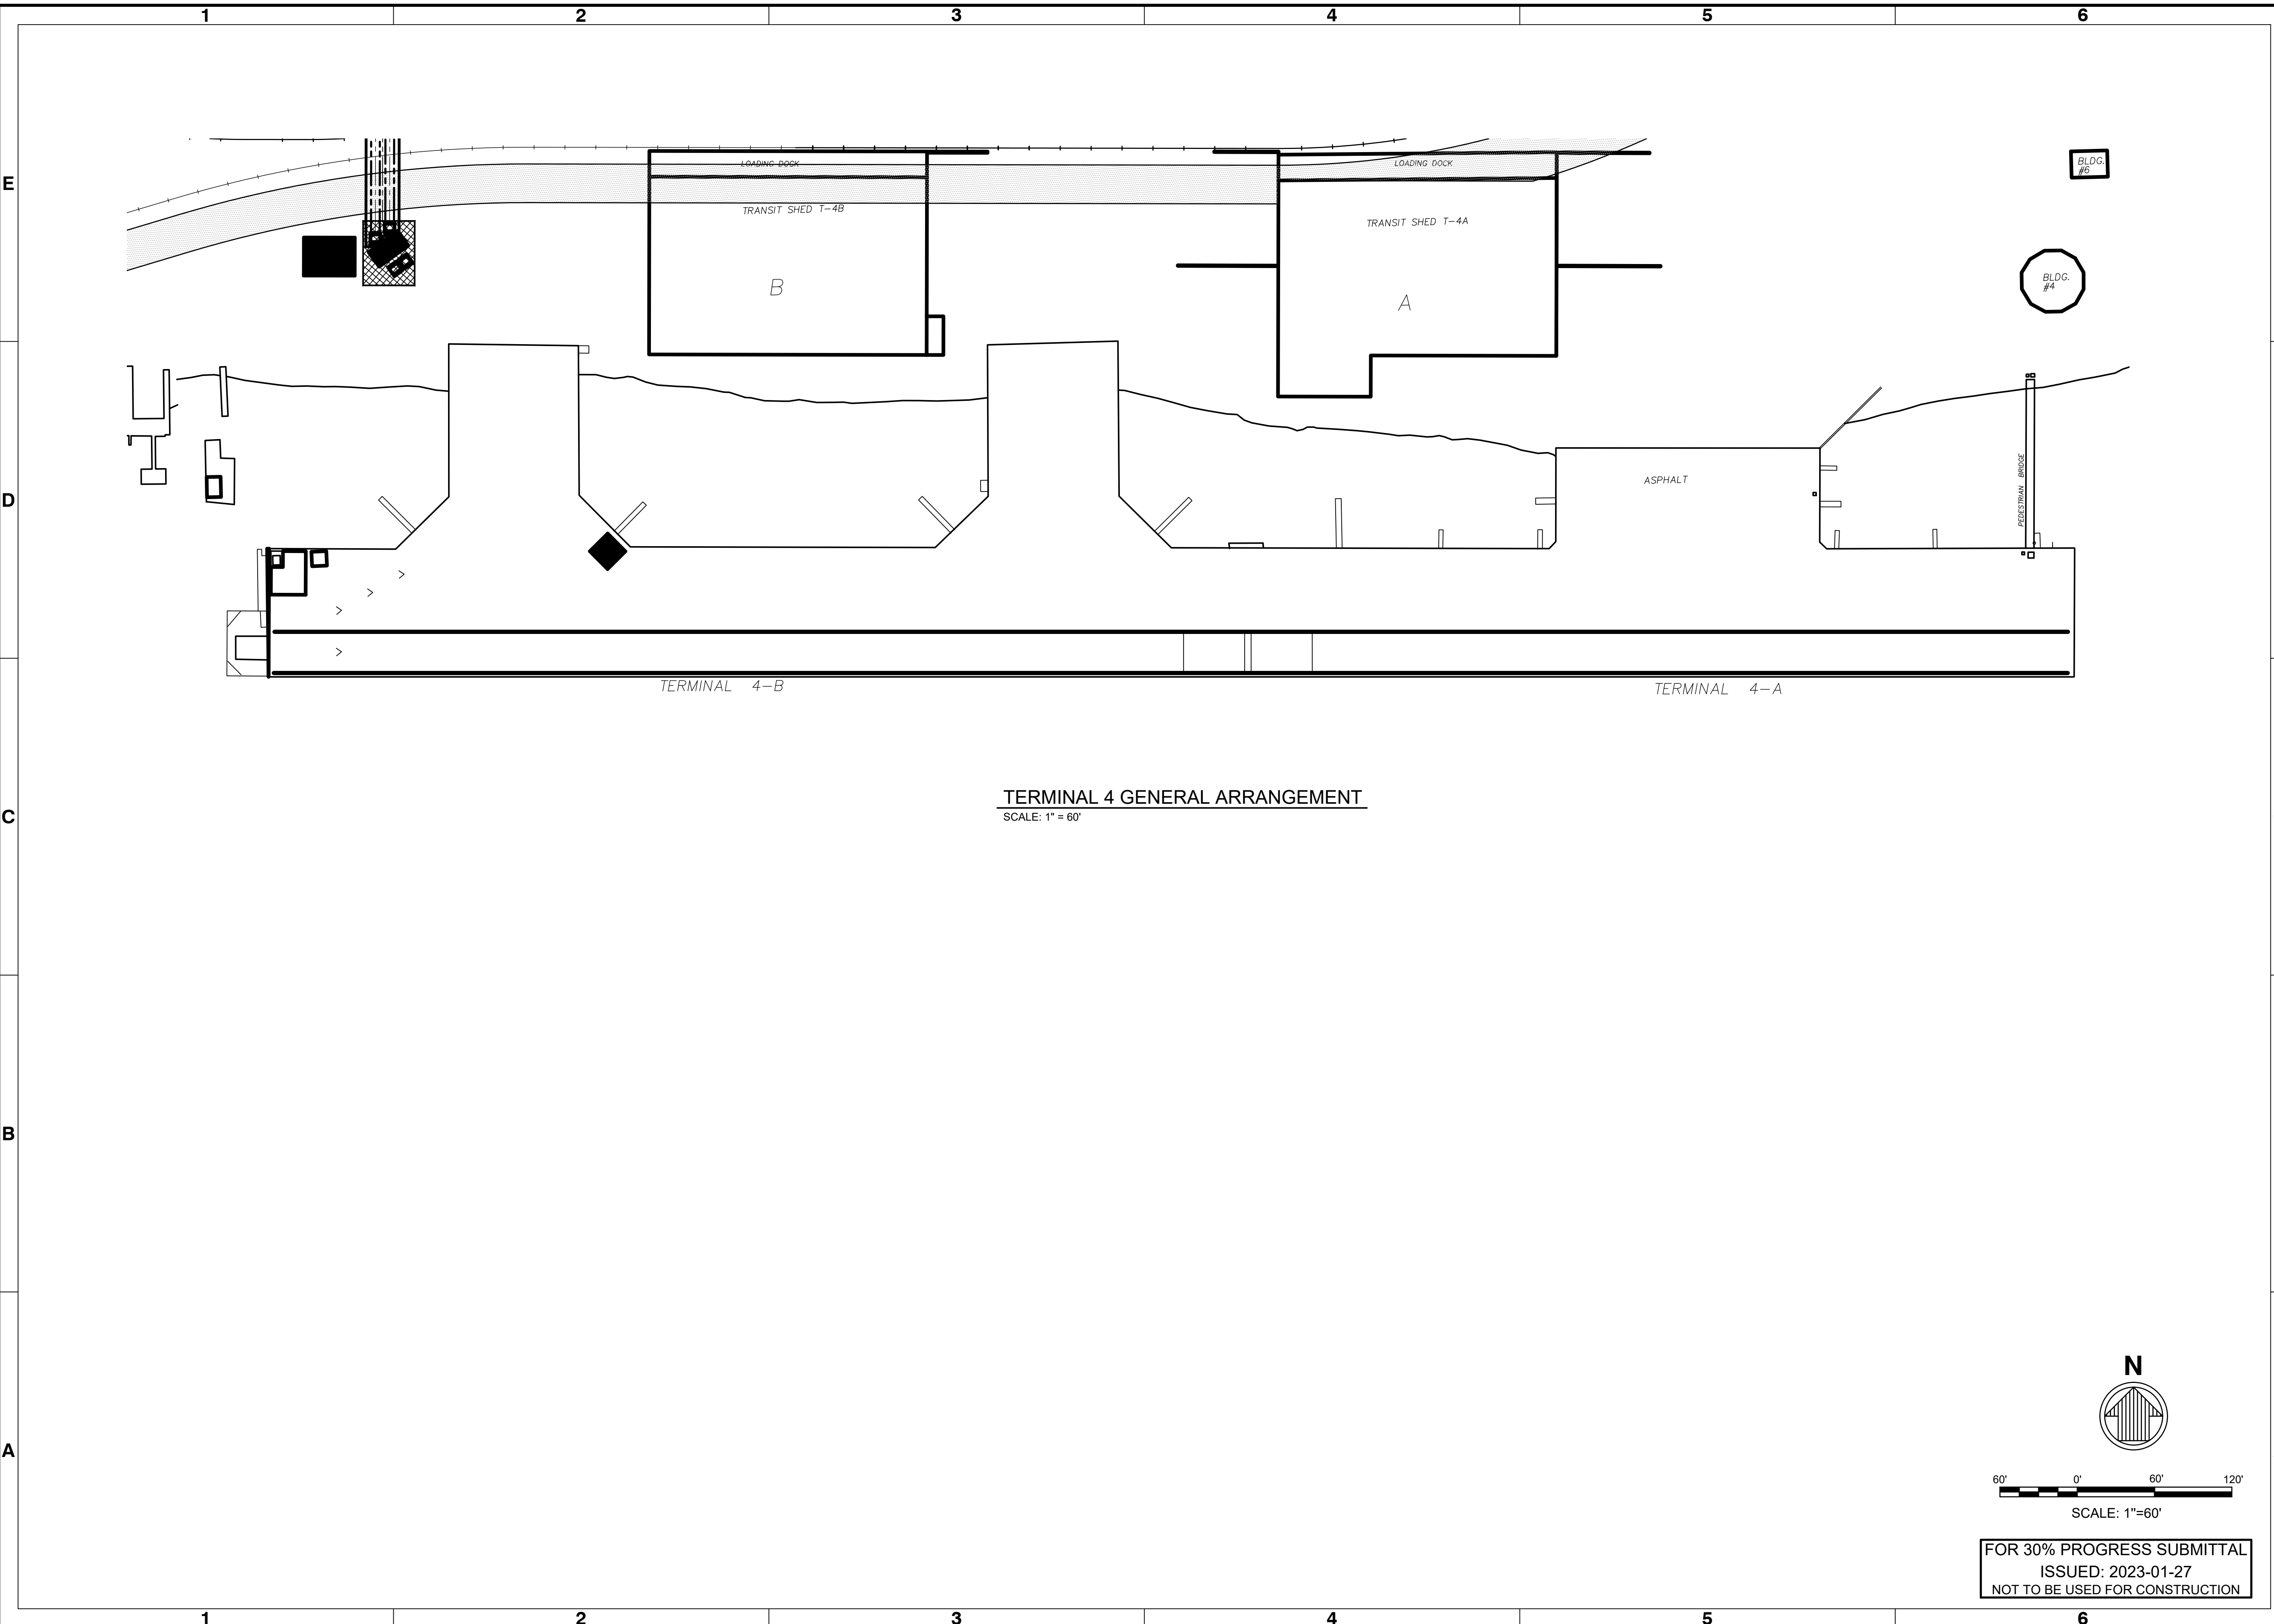 1 2 3 4 5 6
E
LOADING DOCK
LOADING DOCK
BLDG.
#6
TRANSIT SHED T-4B
TRANSIT SHED T-4A
B
A
BLDG.
#4
D
ASPHALT
PEDESTRIAN BRIDGE
TERMINAL 4-B
TERMINAL 4-A
C
TERMINAL 4 GENERAL ARRANGEMENT
SCALE: 1" = 60'
B
N
A
60' 0' 60' 120'
SCALE: 1"=60'
FOR 30% PROGRESS SUBMITTAL
ISSUED: 2023-01-27
NOT TO BE USED FOR CONSTRUCTION
1 2 3 4 5 6